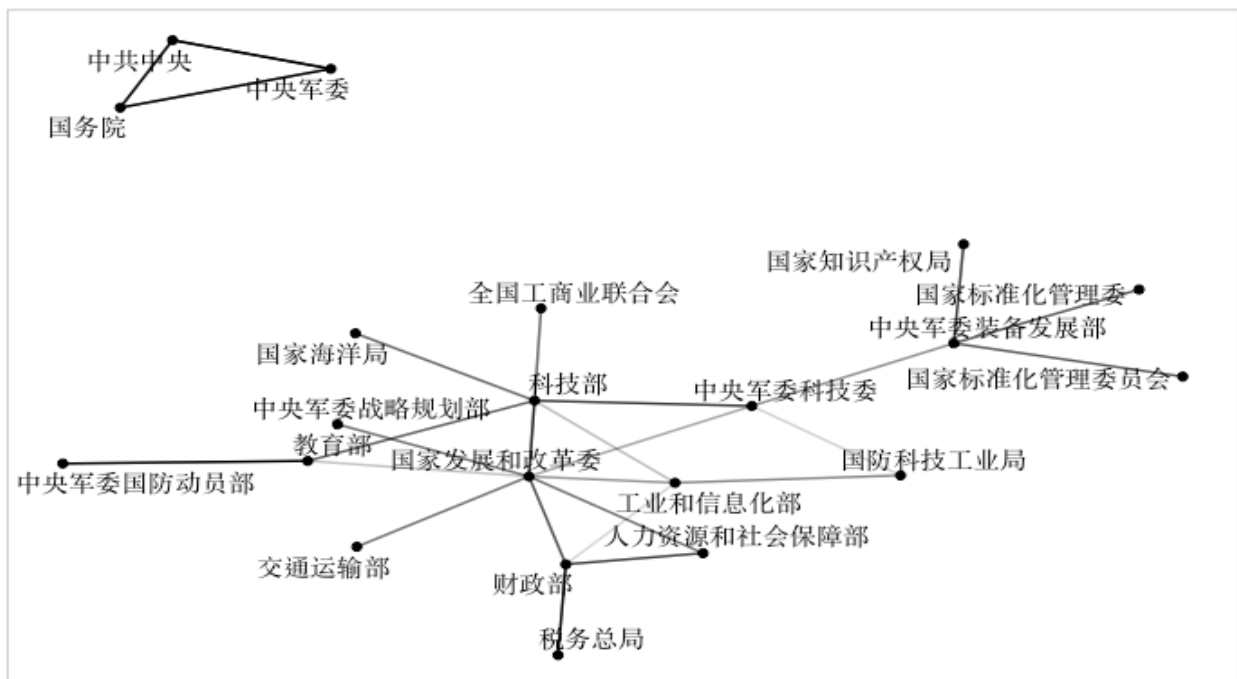 中共中央
中央军委
国务院
国家知识产权局
全国工商业联合会
国家标准化管理委
中央军委装备发展部
国家海洋局
国家标准化管理委员会
科技部
中央军委科技委
中央军委战略规划部
教育部
国家发展和改革委
国防科技工业局
中央军委国防动员部
工业和信息化部
人力资源和社会保障部
交通运输部
财政部
税务总局